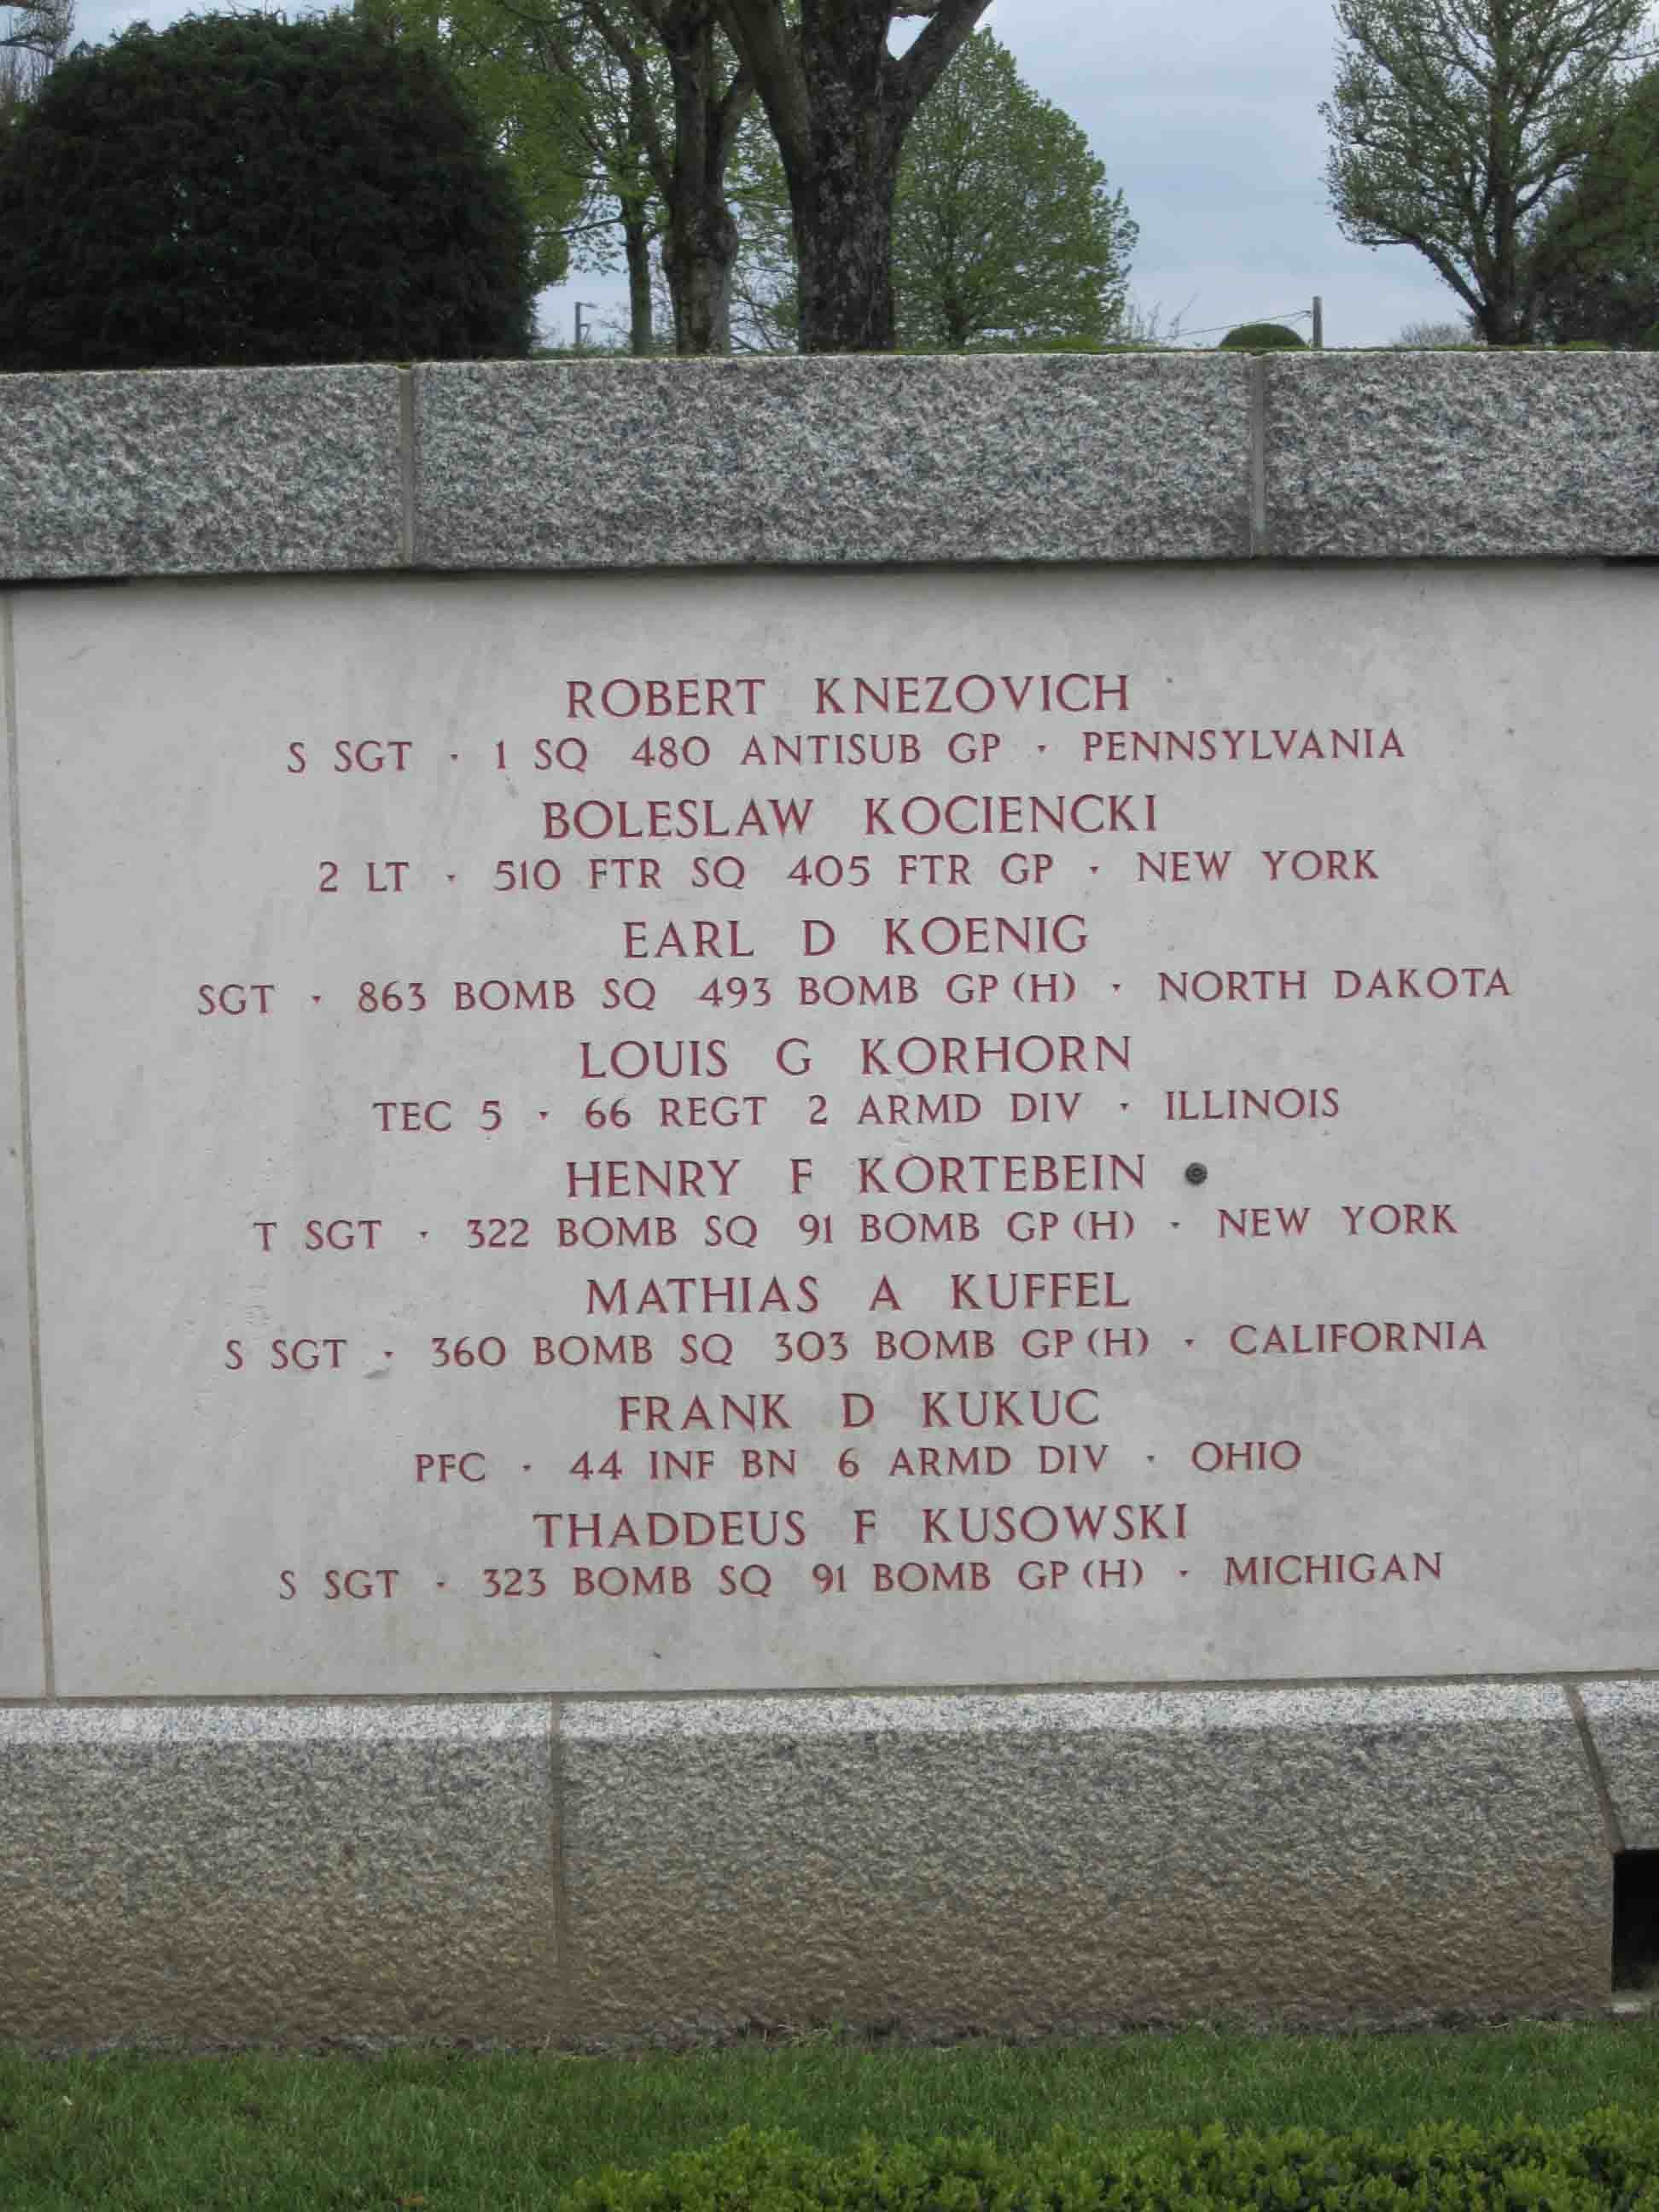 ROBERT KNEZOVICH
S SGT · 1 SQ 480 ANTISUB GP · PENNSYLVANIA
BOLESLAW KOCIENCKI
2 LT · 510 FTR SQ 405 FTR GP · NEW YORK
EARL D KOENIG
SGT · 863 BOMB SQ 493 BOMB GP (H) · NORTH DAKOTA
LOUIS G KORHORN
TEC 5 · 66 REGT 2 ARMD DIV · ILLINOIS
HENRY F KORTEBEIN
T SGT · 322 BOMB SQ 91 BOMB GP (H) · NEW YORK
MATHIAS A KUFFEL
S SGT · 360 BOMB SQ 303 BOMB GP (H) · CALIFORNIA
FRANK D KUKUC
PFC · 44 INF BN 6 ARMD DIV · OHIO
THADDEUS F KUSOWSKI
S SGT · 323 BOMB SQ 91 BOMB GP (H) · MICHIGAN